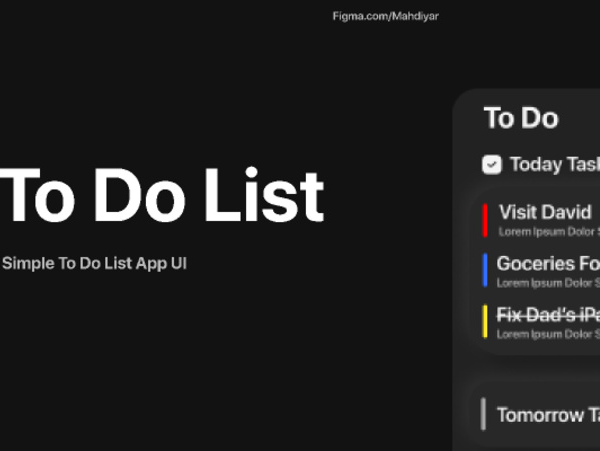 Figma.com/Mahdiyar
To Do List
Simple To Do List App UI
To Do
Today Task
Visit David
Lorem Ipsum Dolor S
Goceries Fo
Lorem Ipsum Dolor S
Fix Dad's iPa
Lorem Ipsum Dolor S
Tomorrow Ta